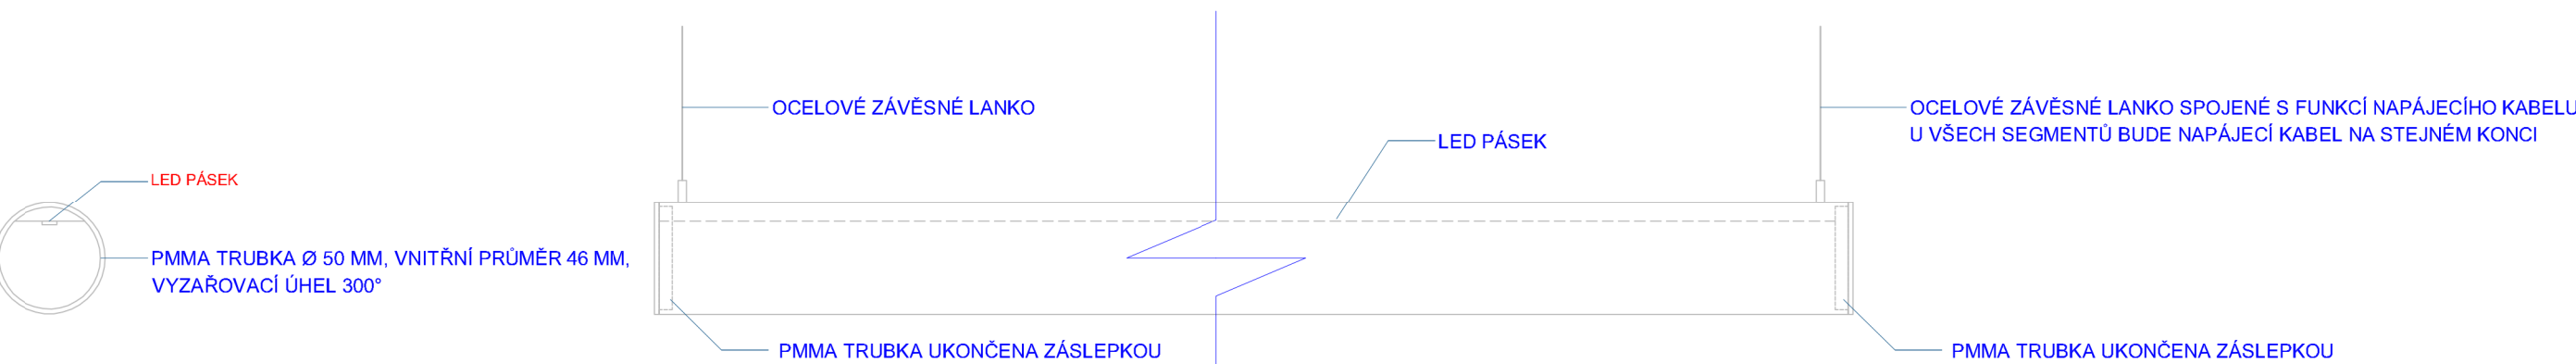 OCELOVÉ ZÁVĚSNÉ LANKO
OCELOVÉ ZÁVĚSNÉ LANKO SPOJENÉ S FUNKCÍ NAPÁJECÍHO KABELU
U VŠECH SEGMENTŮ BUDE NAPÁJECÍ KABEL NA STEJNÉM KONCI
LED PÁSEK
LED PÁSEK
PMMA TRUBKA Ø 50 MM, VNITŘNÍ PRŮMĚR 46 MM,
VYZAŘOVACÍ ÚHEL 300°
PMMA TRUBKA UKONČENA ZÁSLEPKOU
PMMA TRUBKA UKONČENA ZÁSLEPKOU